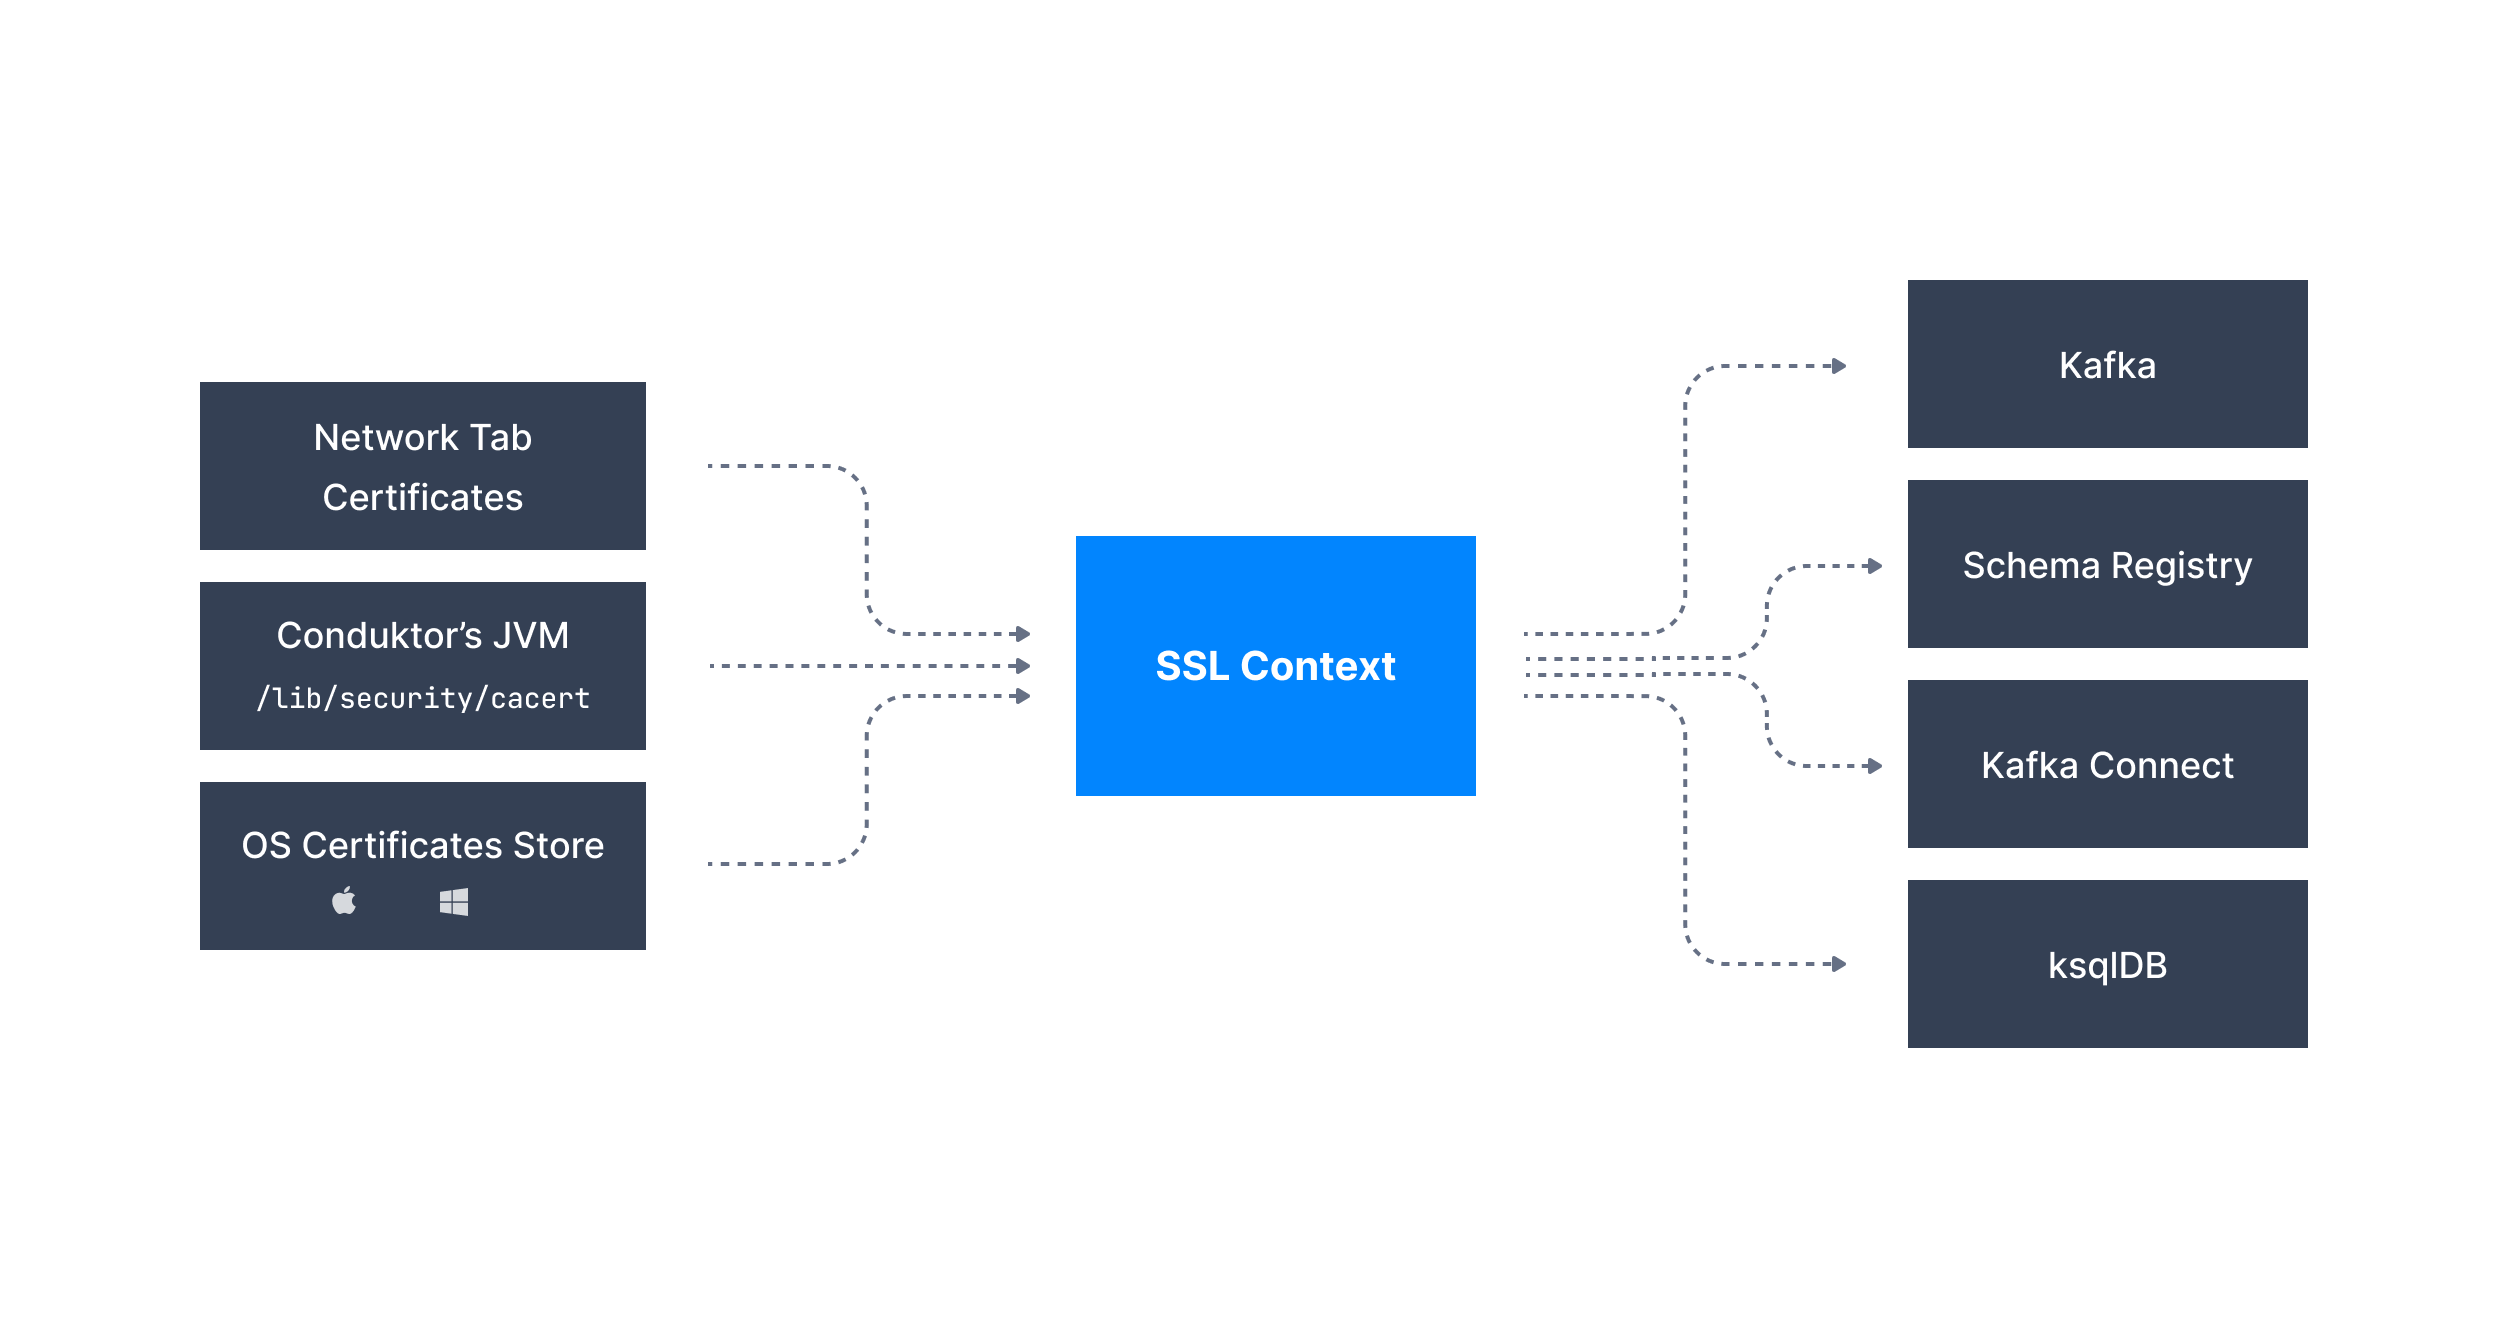 Network Tab
Certificates
Conduktor’s JVM
/lib/security/cacert
OS Certificates Store
SSL Context
Kafka
Schema Registry
Kafka Connect
ksqlDB